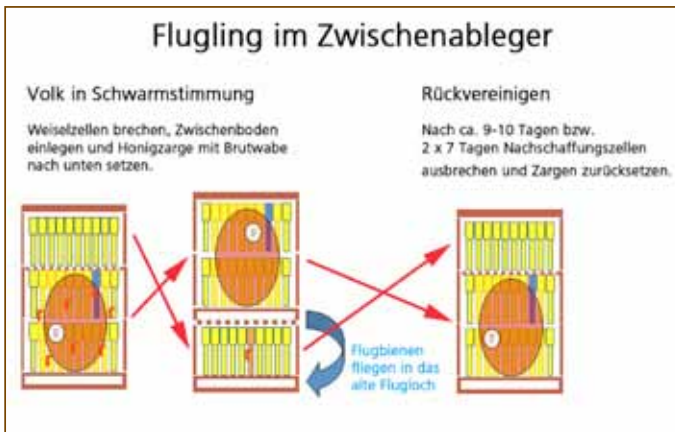 Flugling im Zwischenableger
Volk in Schwarmstimmung
Weiselzellen brechen, Zwischenboden
einlegen und Honigzarge mit Brutwabe
nach unten setzen.
Rückvereinigen
Nach ca. 9-10 Tagen bzw.
2 x 7 Tagen Nachschaffungszellen
ausbrechen und Zargen zurücksetzen.
Flugbienen
fliegen in das
alte Flugloch